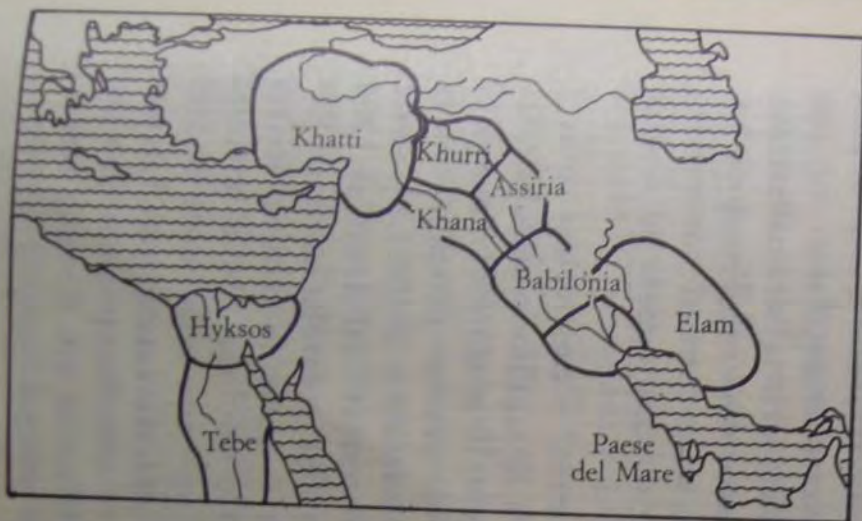 Khatti
Khurri
Assiria
Khana
Babilonia
Elam
Hyksos
Tebe
Paese
del Mare